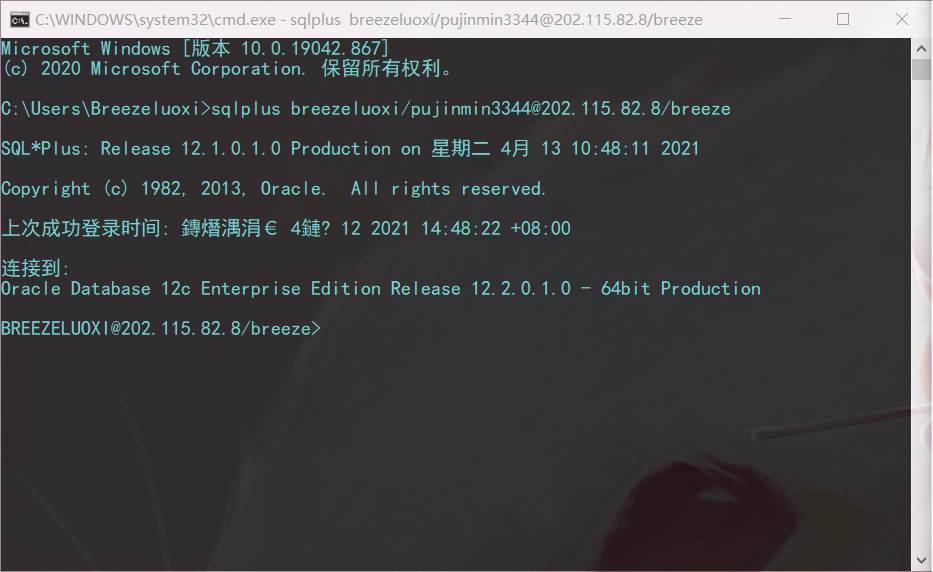 C:\WINDOWS\system32\cmd.exe - sqlplus  breezeluoxi/pujinmin3344@202.115.82.8/breeze
Microsoft Windows [版本 10.0.19042.867]
(c) 2020 Microsoft Corporation. 保留所有权利。
C:\Users\Breezeluoxi>sqlplus breezeluoxi/pujinmin3344@202.115.82.8/breeze
SQL*Plus: Release 12.1.0.1.0 Production on 星期二 4月 13 10:48:11 2021
Copyright (c) 1982, 2013, Oracle.  All rights reserved.
上次成功登录时间: 鏄熸湡涓€ 4鏈? 12 2021 14:48:22 +08:00
连接到:
Oracle Database 12c Enterprise Edition Release 12.2.0.1.0 - 64bit Production
BREEZELUOXI@202.115.82.8/breeze>